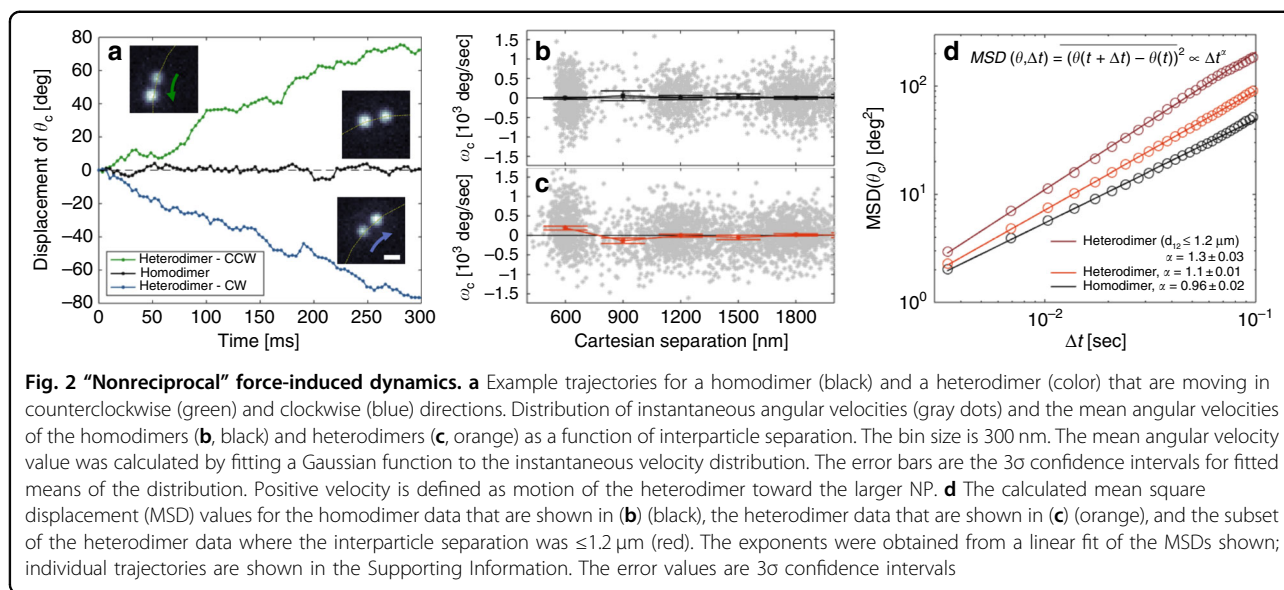 a
Displacement of θc [deg]
80
60
40
20
0
−20
−40
−60
−80
Heterodimer - CCW
Homodimer
Heterodimer - CW
0 50 100 150 200 250 300
Time [ms]
b
ωc [10³ deg/sec]
1.5
1
0.5
0
−0.5
−1
c
ωc [10³ deg/sec]
1.5
1
0.5
0
−0.5
−1
−1.5
600 900 1200 1500 1800
Cartesian separation [nm]
d
MSD (θ,Δt) = (θ(t + Δt) − θ(t))² ∝ Δtᵅ
MSD(θc) [deg²]
10²
10¹
10⁰
Heterodimer (d₁₂ ≤ 1.2 μm)
α = 1.3 ± 0.03
Heterodimer, α = 1.1 ± 0.01
Homodimer, α = 0.96 ± 0.02
10⁻² 10⁻¹
Δt [sec]
Fig. 2 “Nonreciprocal” force-induced dynamics. a Example trajectories for a homodimer (black) and a heterodimer (color) that are moving in
counterclockwise (green) and clockwise (blue) directions. Distribution of instantaneous angular velocities (gray dots) and the mean angular velocities
of the homodimers (b, black) and heterodimers (c, orange) as a function of interparticle separation. The bin size is 300 nm. The mean angular velocity
value was calculated by fitting a Gaussian function to the instantaneous velocity distribution. The error bars are the 3σ confidence intervals for fitted
means of the distribution. Positive velocity is defined as motion of the heterodimer toward the larger NP. d The calculated mean square
displacement (MSD) values for the homodimer data that are shown in (b) (black), the heterodimer data that are shown in (c) (orange), and the subset
of the heterodimer data where the interparticle separation was ≤1.2 μm (red). The exponents were obtained from a linear fit of the MSDs shown;
individual trajectories are shown in the Supporting Information. The error values are 3σ confidence intervals